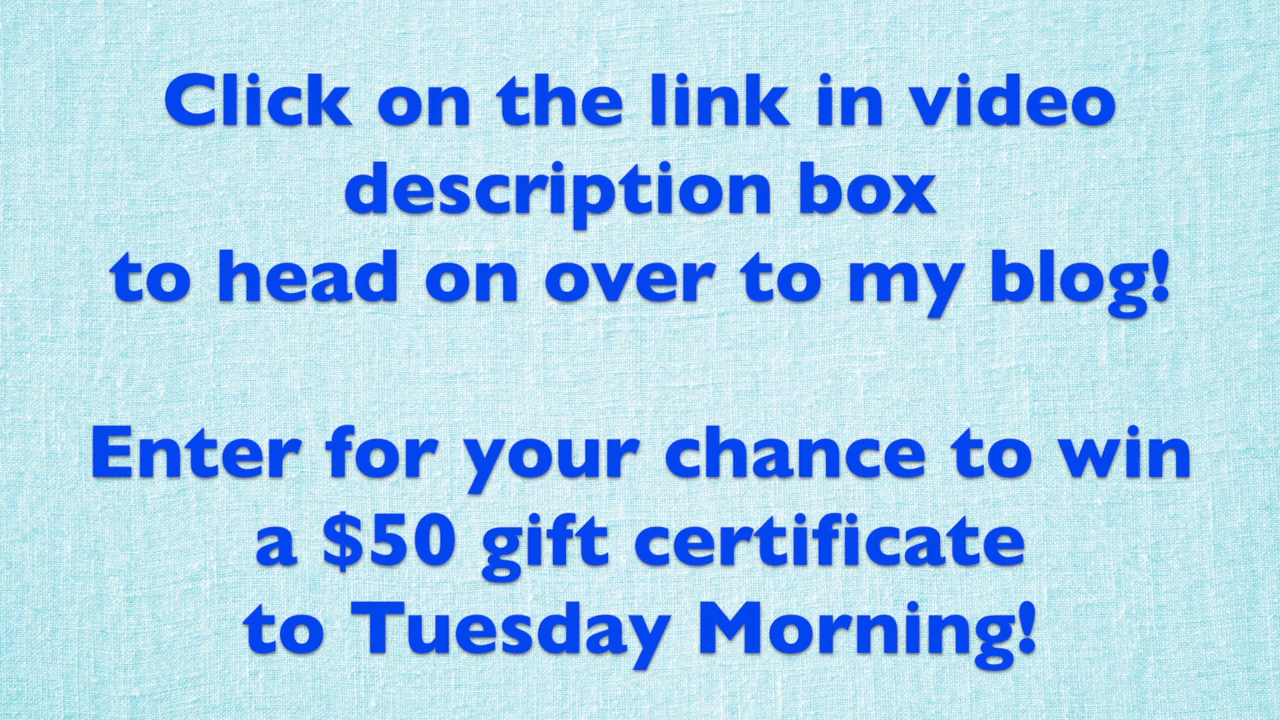 Click on the link in video
description box
to head on over to my blog!
Enter for your chance to win
a $50 gift certificate
to Tuesday Morning!